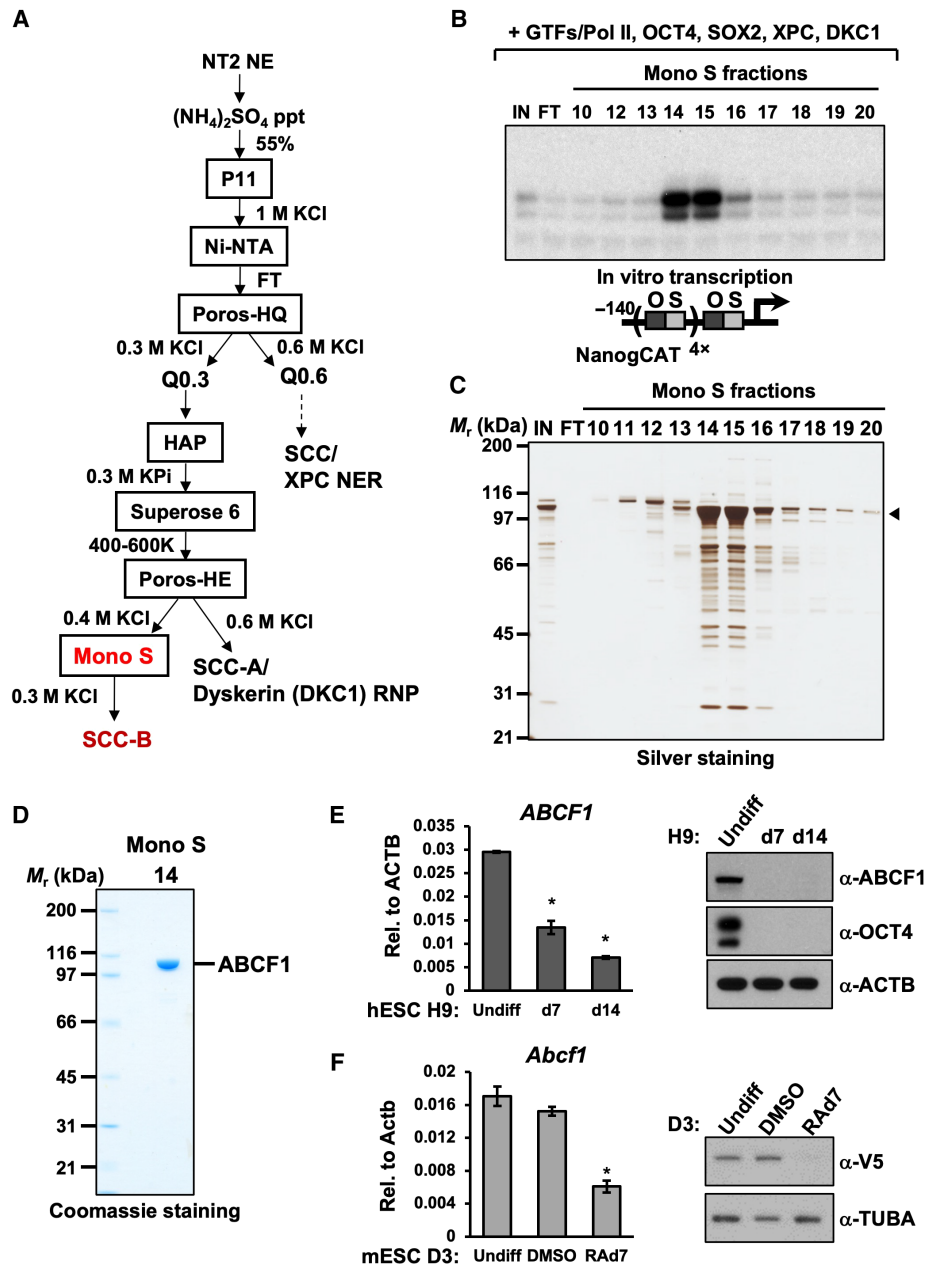 A
NT2 NE
(NH4)2SO4 ppt
55%
P11
1 M KCl
Ni-NTA
FT
Poros-HQ
0.3 M KCl
0.6 M KCl
Q0.3
Q0.6
HAP
SCC/
XPC NER
0.3 M KPi
Superose 6
400-600K
Poros-HE
0.4 M KCl
0.6 M KCl
Mono S
SCC-A/
Dyskerin (DKC1) RNP
0.3 M KCl
SCC-B
B
+ GTFs/Pol II, OCT4, SOX2, XPC, DKC1
Mono S fractions
IN FT 10 12 13 14 15 16 17 18 19 20
In vitro transcription
−140 ( O S ) O S
NanogCAT 4×
C
Mono S fractions
Mr (kDa) IN FT 10 11 12 13 14 15 16 17 18 19 20
200
116
97
66
45
31
21
Silver staining
D
Mono S
Mr (kDa) 14
200
116
97
66
45
31
21
ABCF1
Coomassie staining
E
ABCF1
Rel. to ACTB
0.035
0.03
0.025
0.02
0.015
0.01
0.005
0
*
*
hESC H9: Undiff d7 d14
H9: Undiff d7 d14
α-ABCF1
α-OCT4
α-ACTB
F
Abcf1
Rel. to Actb
0.02
0.016
0.012
0.008
0.004
0
*
mESC D3: Undiff DMSO RAd7
D3: Undiff DMSO RAd7
α-V5
α-TUBA